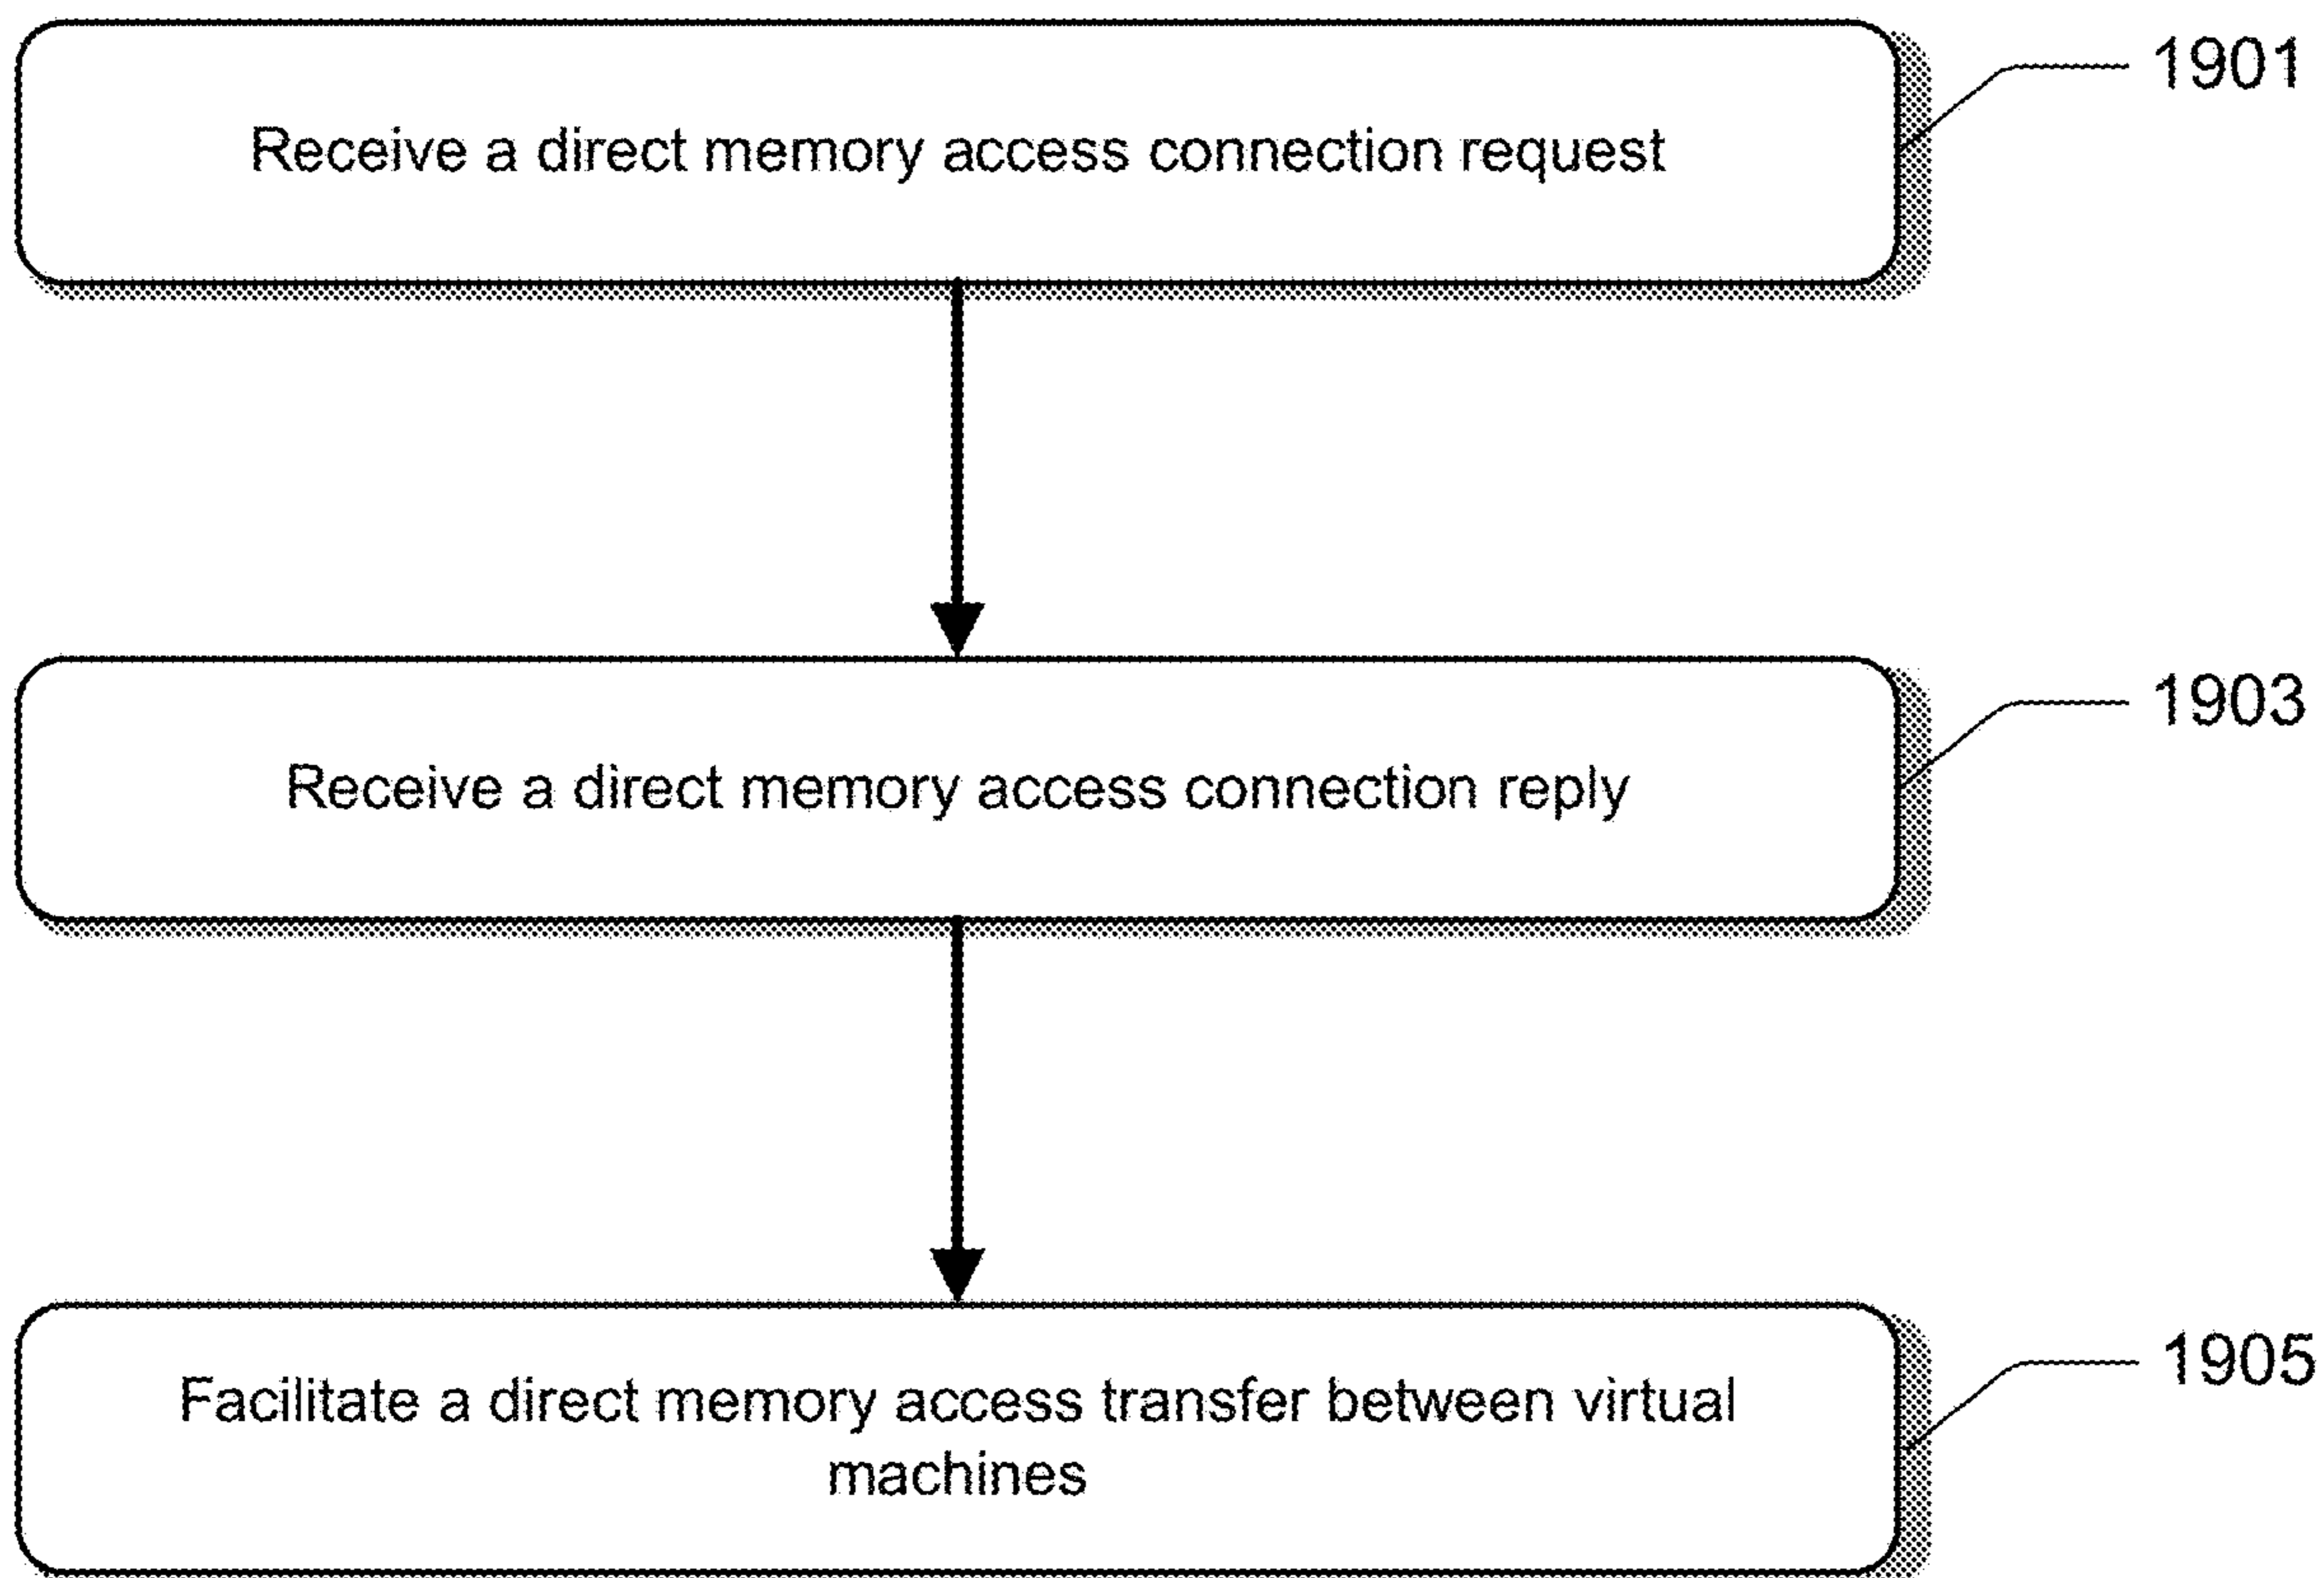 Receive a direct memory access connection request
1901
Receive a direct memory access connection reply
1903
Facilitate a direct memory access transfer between virtual
machines
1905